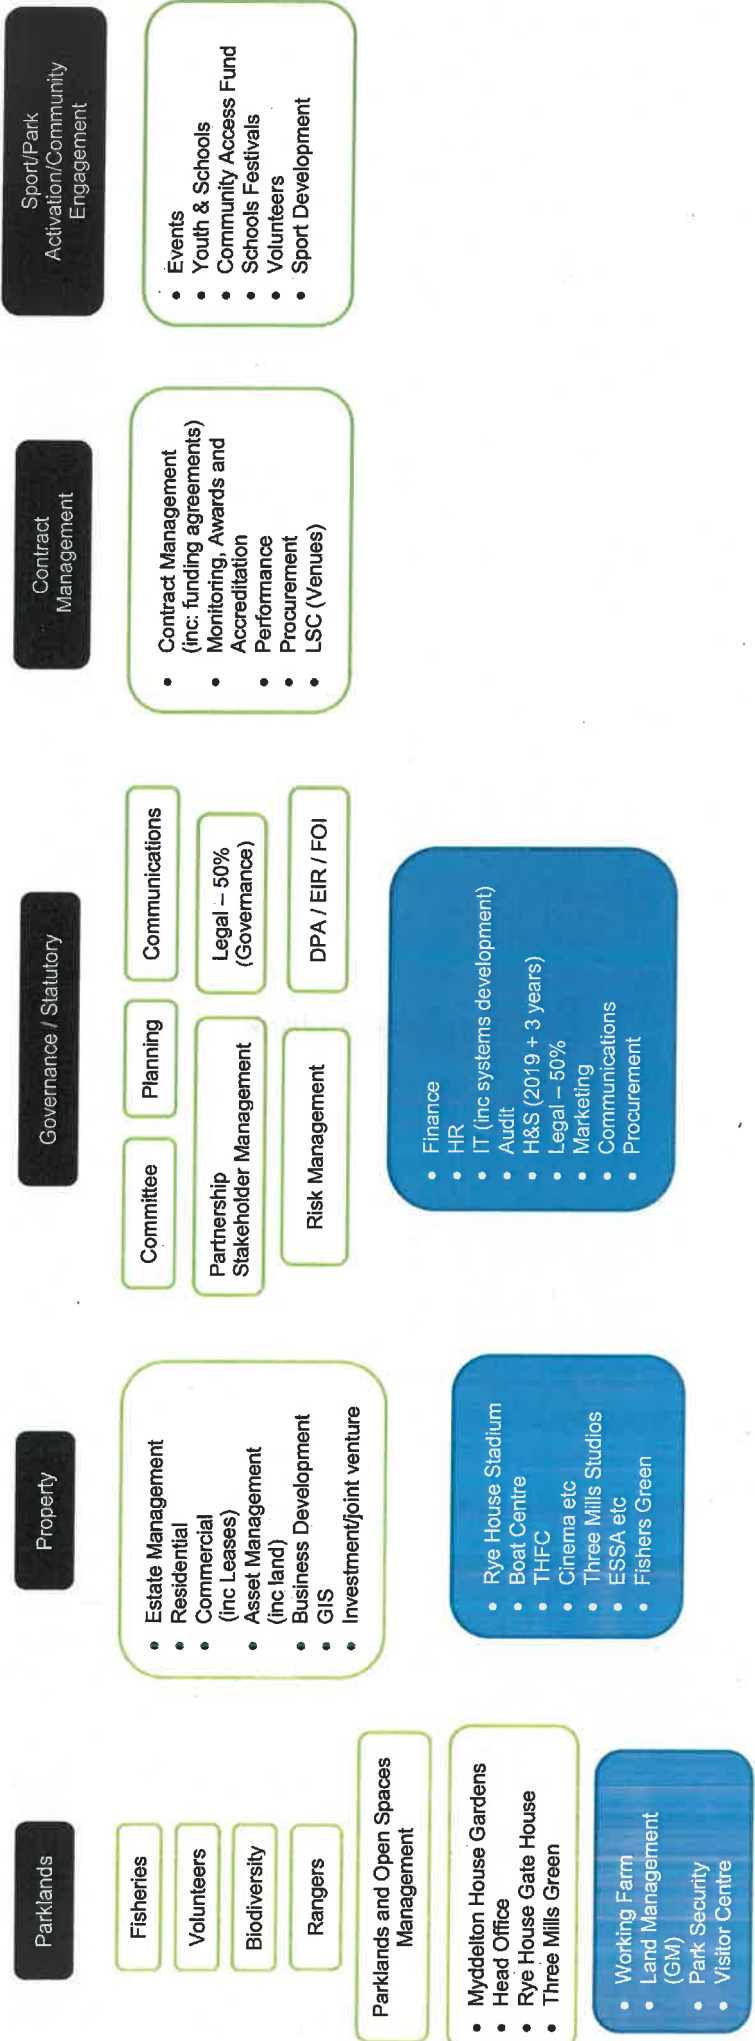 Parklands
Fisheries
Volunteers
Biodiversity
Rangers
Parklands and Open Spaces
Management
• Myddelton House Gardens
• Head Office
• Rye House Gate House
• Three Mills Green
• Working Farm
• Land Management
(GM)
• Park Security
• Visitor Centre
Property
• Estate Management
• Residential
• Commercial
(inc Leases)
• Asset Management
(inc land)
• Business Development
• GIS
• Investment/joint venture
• Rye House Stadium
• Boat Centre
• THFC
• Cinema etc
• Three Mills Studios
• ESSA etc
• Fishers Green
Governance / Statutory
Committee
Planning
Communications
Partnership
Stakeholder Management
Legal – 50%
(Governance)
Risk Management
DPA / EIR / FOI
• Finance
• HR
• IT (inc systems development)
• Audit
• H&S (2019 + 3 years)
• Legal – 50%
• Marketing
• Communications
• Procurement
Contract
Management
• Contract Management
(inc: funding agreements)
• Monitoring, Awards and
Accreditation
• Performance
• Procurement
• LSC (Venues)
Sport/Park
Activation/Community
Engagement
• Events
• Youth & Schools
• Community Access Fund
• Schools Festivals
• Volunteers
• Sport Development